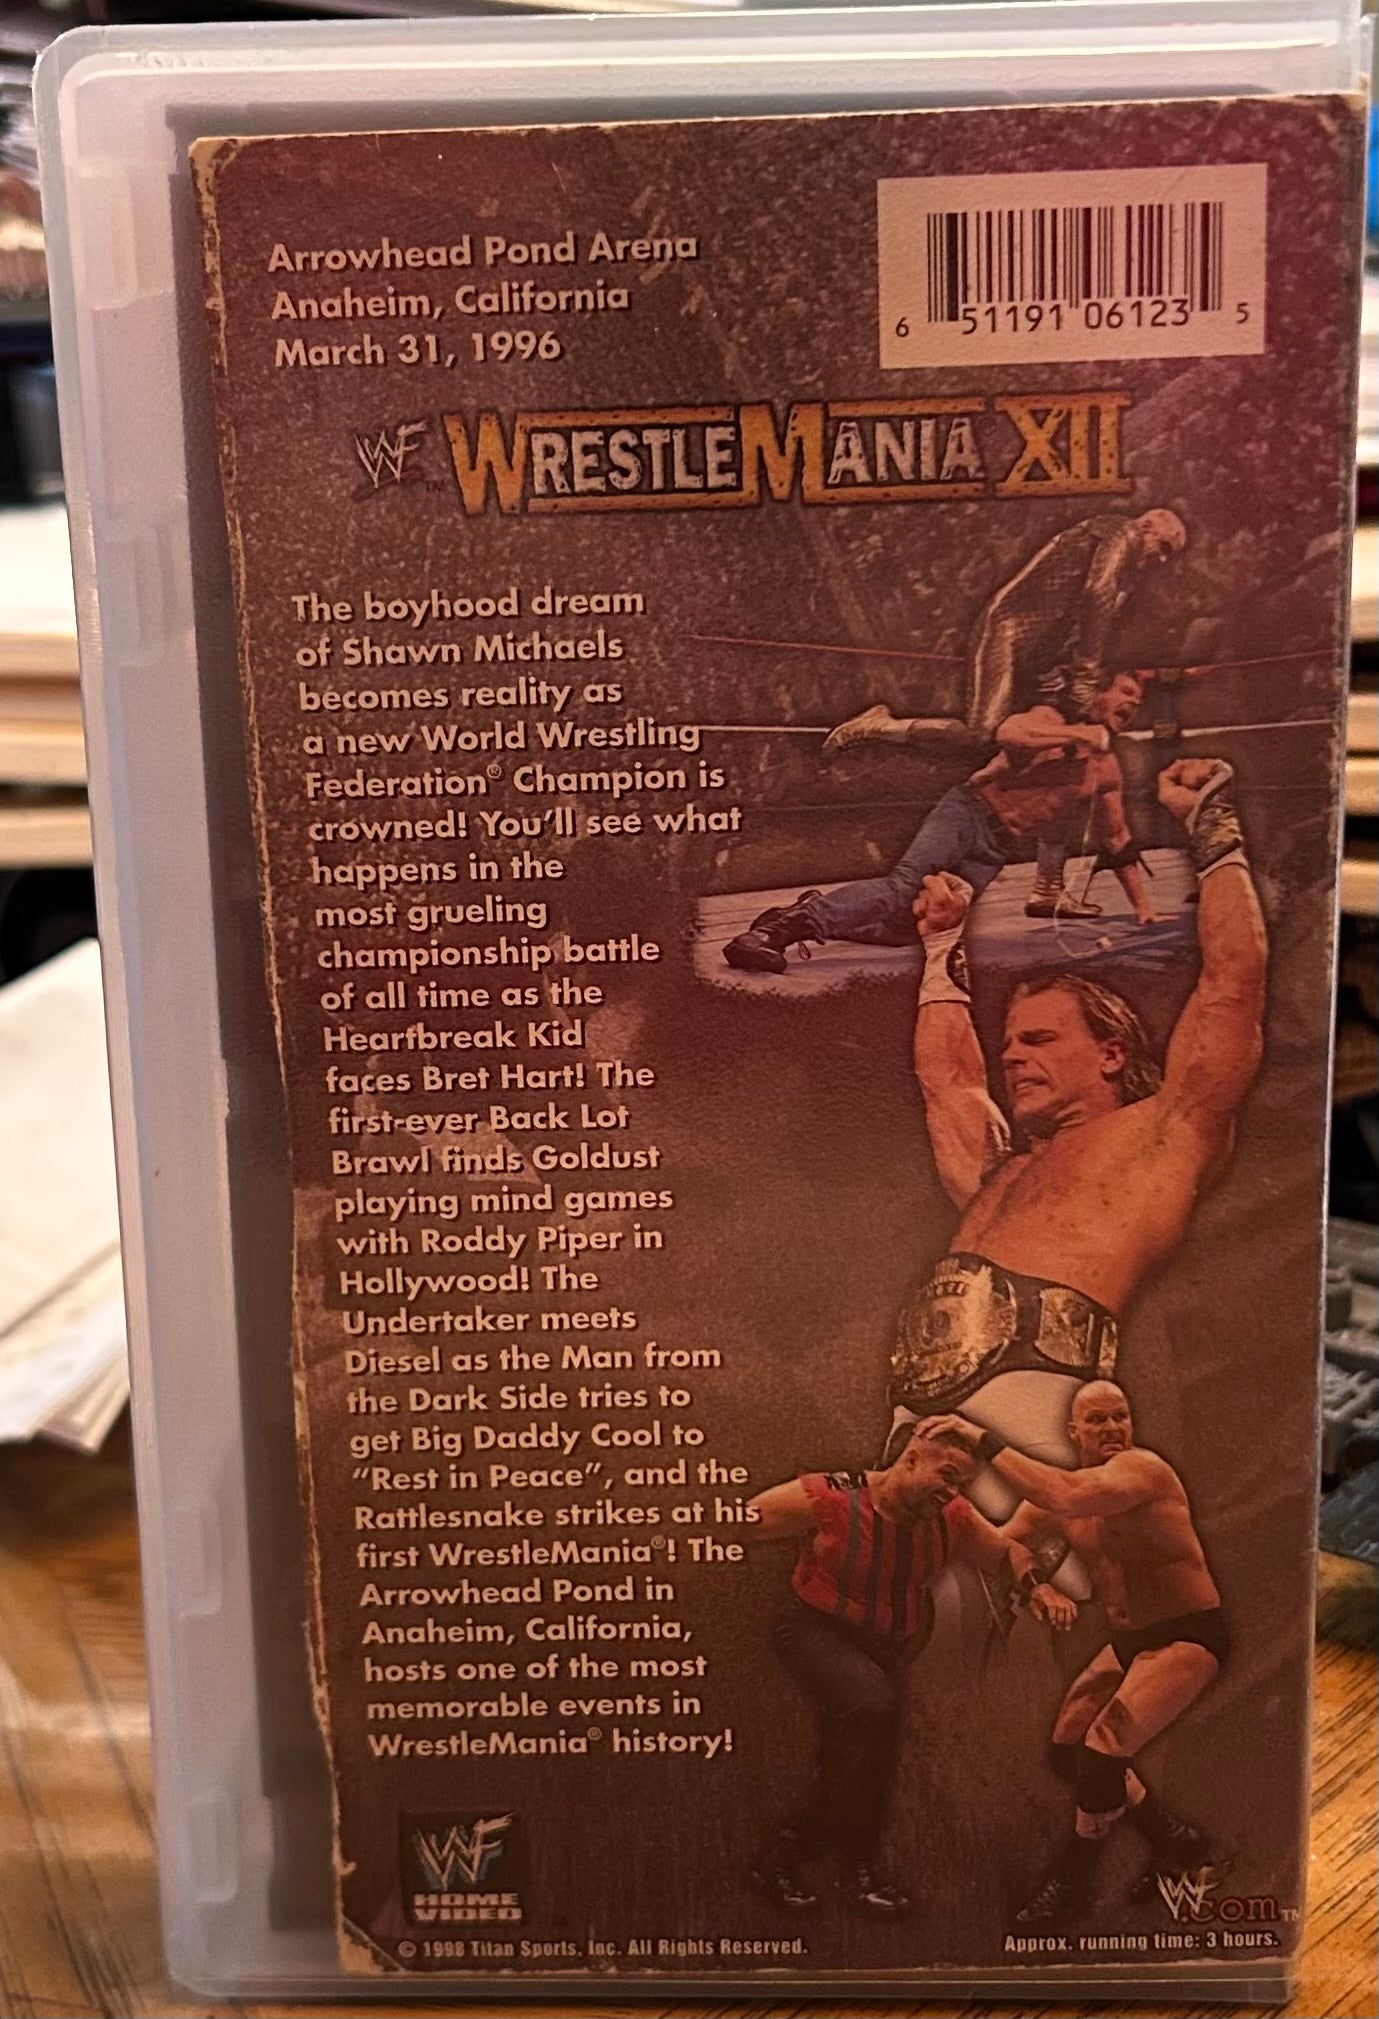 Arrowhead Pond Arena
Anaheim, California
March 31, 1996
6 51191 06123 5
WF™ WRESTLEMANIA XII
The boyhood dream
of Shawn Michaels
becomes reality as
a new World Wrestling
Federation® Champion is
crowned! You'll see what
happens in the
most grueling
championship battle
of all time as the
Heartbreak Kid
faces Bret Hart! The
first-ever Back Lot
Brawl finds Goldust
playing mind games
with Roddy Piper in
Hollywood! The
Undertaker meets
Diesel as the Man from
the Dark Side tries to
get Big Daddy Cool to
"Rest in Peace", and the
Rattlesnake strikes at his
first WrestleMania®! The
Arrowhead Pond in
Anaheim, California,
hosts one of the most
memorable events in
WrestleMania® history!
WF
HOME
VIDEO
WF.com™
© 1998 Titan Sports, Inc. All Rights Reserved.
Approx. running time: 3 hours.